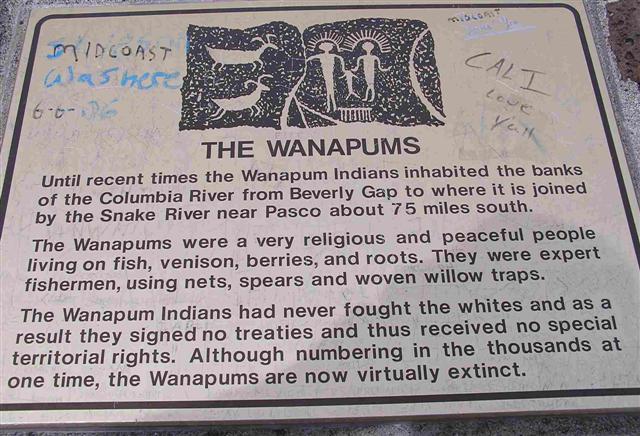 MIDCOAST
Was here
6-6-06
MIDCOAST
CALI
Love
Yall
THE WANAPUMS
Until recent times the Wanapum Indians inhabited the banks
of the Columbia River from Beverly Gap to where it is joined
by the Snake River near Pasco about 75 miles south.
The Wanapums were a very religious and peaceful people
living on fish, venison, berries, and roots. They were expert
fishermen, using nets, spears and woven willow traps.
The Wanapum Indians had never fought the whites and as a
result they signed no treaties and thus received no special
territorial rights. Although numbering in the thousands at
one time, the Wanapums are now virtually extinct.